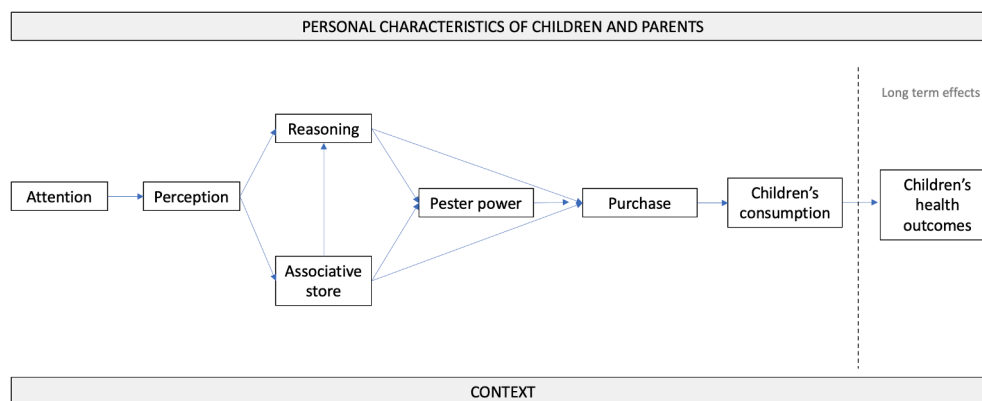 PERSONAL CHARACTERISTICS OF CHILDREN AND PARENTS
Long term effects
Reasoning
Attention
Perception
Pester power
Purchase
Children's
consumption
Children's
health
outcomes
Associative
store
CONTEXT